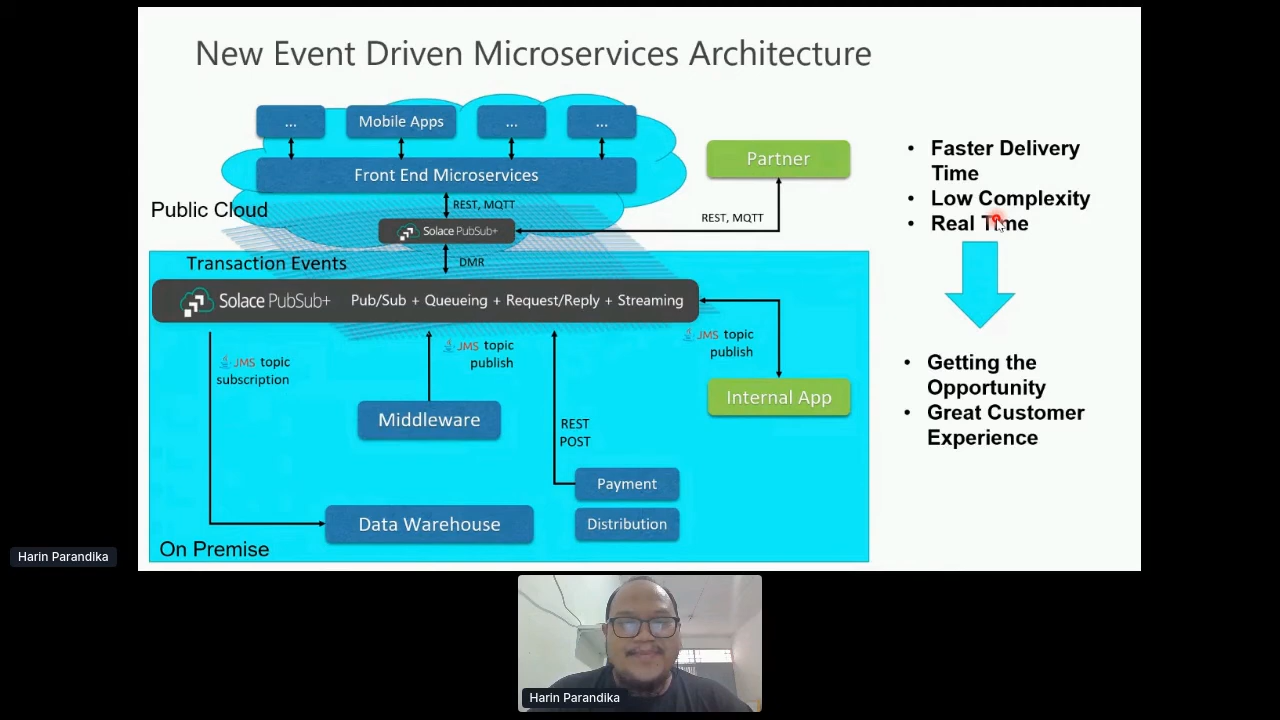 New Event Driven Microservices Architecture
...
Mobile Apps
...
...
Front End Microservices
Partner
Public Cloud
REST, MQTT
REST, MQTT
Solace PubSub+
Transaction Events
DMR
Solace PubSub+
Pub/Sub + Queueing + Request/Reply + Streaming
JMS topic
subscription
JMS topic
publish
JMS topic
publish
Internal App
Middleware
REST
POST
Payment
Data Warehouse
Distribution
On Premise
• Faster Delivery
Time
• Low Complexity
• Real Time
• Getting the
Opportunity
• Great Customer
Experience
Harin Parandika
Harin Parandika